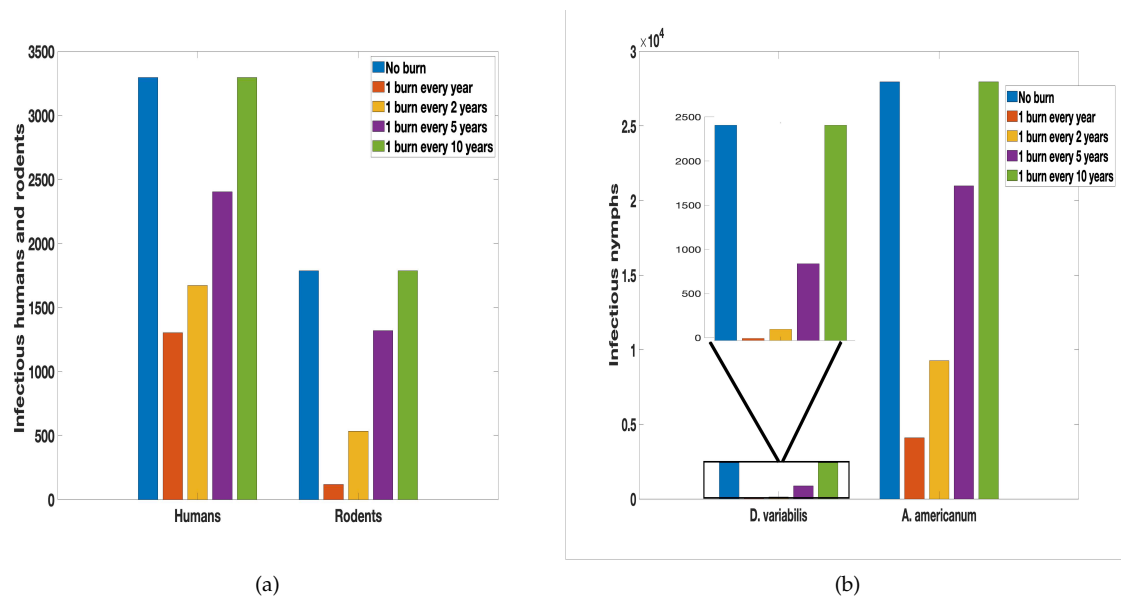 3500
3000
2500
2000
1500
1000
500
0
Infectious humans and rodents
No burn
1 burn every year
1 burn every 2 years
1 burn every 5 years
1 burn every 10 years
Humans
Rodents
(a)
×10⁴
3
2.5
2
1.5
1
0.5
0
Infectious nymphs
2500
2000
1500
1000
500
0
No burn
1 burn every year
1 burn every 2 years
1 burn every 5 years
1 burn every 10 years
D. variabilis
A. americanum
(b)